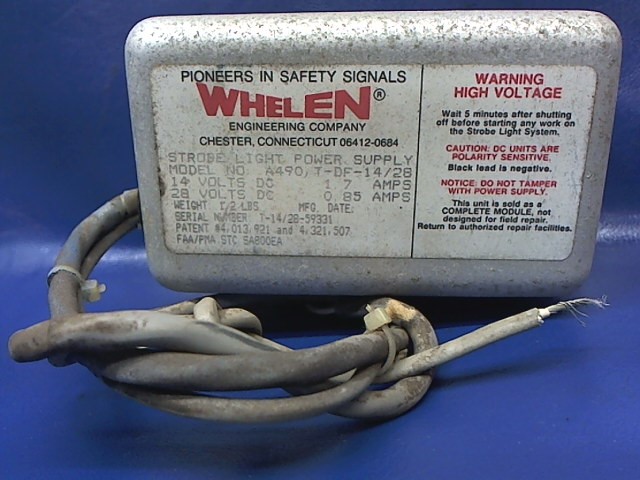 PIONEERS IN SAFETY SIGNALS
WHELEN®
ENGINEERING COMPANY
CHESTER, CONNECTICUT 06412-0684
STROBE LIGHT POWER SUPPLY
MODEL NO. A490,T-DF-14/28
14 VOLTS DC 1.7 AMPS
28 VOLTS DC 0.85 AMPS
WEIGHT 1/2 LBS. MFG. DATE:
SERIAL NUMBER T-14/28-59331
PATENT #4,013,921 and 4,321,507
FAA/PMA STC SA800EA
WARNING
HIGH VOLTAGE
Wait 5 minutes after shutting
off before starting any work on
the Strobe Light System.
CAUTION: DC UNITS ARE
POLARITY SENSITIVE.
Black lead is negative.
NOTICE: DO NOT TAMPER
WITH POWER SUPPLY.
This unit is sold as a
COMPLETE MODULE, not
designed for field repair.
Return to authorized repair facilities.